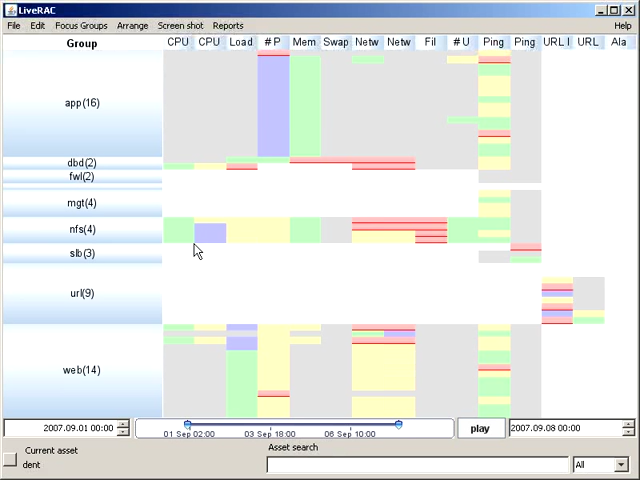 LiveRAC
File Edit Focus Groups Arrange Screen shot Reports
Group CPU CPU Load # P Mem Swap Netw Netw Fil # U Ping Ping URL I URL Ala
app(16)
dbd(2)
fwl(2)
mgt(4)
nfs(4)
slb(3)
url(9)
web(14)
2007.09.01 00:00 01 Sep 02:00 03 Sep 18:00 06 Sep 10:00 play 2007.09.08 00:00
Current asset Asset search
dent All